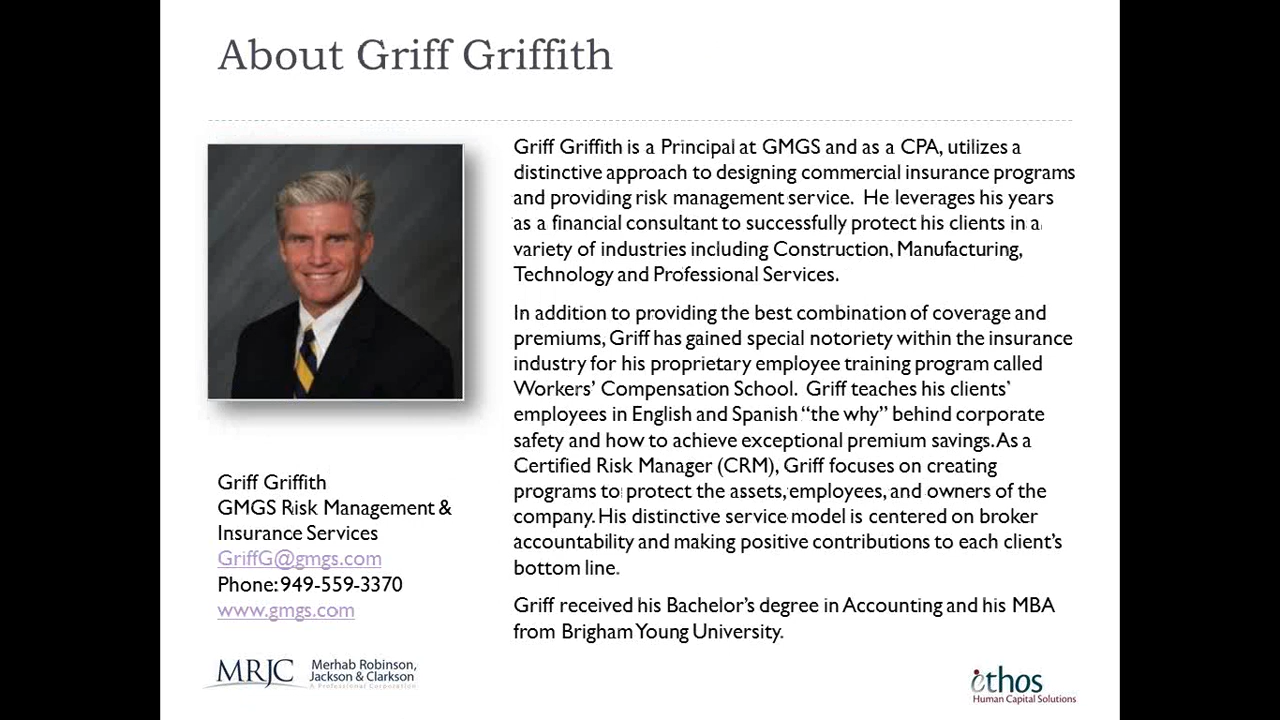 About Griff Griffith
Griff Griffith is a Principal at GMGS and as a CPA, utilizes a
distinctive approach to designing commercial insurance programs
and providing risk management service. He leverages his years
as a financial consultant to successfully protect his clients in a
variety of industries including Construction, Manufacturing,
Technology and Professional Services.
In addition to providing the best combination of coverage and
premiums, Griff has gained special notoriety within the insurance
industry for his proprietary employee training program called
Workers’ Compensation School. Griff teaches his clients’
employees in English and Spanish “the why” behind corporate
safety and how to achieve exceptional premium savings. As a
Certified Risk Manager (CRM), Griff focuses on creating
programs to protect the assets, employees, and owners of the
company. His distinctive service model is centered on broker
accountability and making positive contributions to each client’s
bottom line.
Griff received his Bachelor’s degree in Accounting and his MBA
from Brigham Young University.
Griff Griffith
GMGS Risk Management &
Insurance Services
GriffG@gmgs.com
Phone: 949-559-3370
www.gmgs.com
MRJC
Merhab Robinson,
Jackson & Clarkson
A Professional Corporation
ethos
Human Capital Solutions